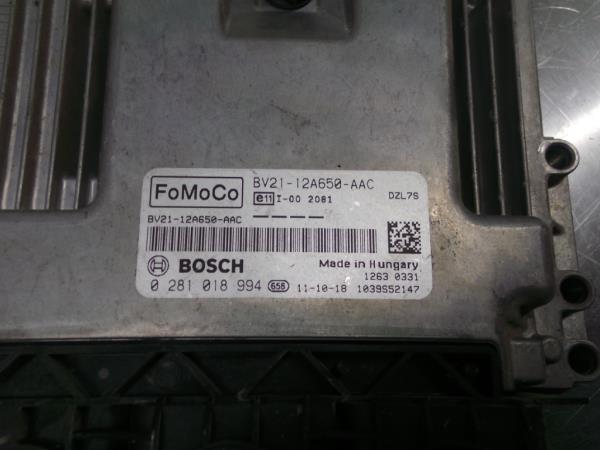 FoMoCo
BV21-12A650-AAC
e11 I-00 2081
DZL7S
BV21-12A650-AAC
BOSCH
Made in Hungary
1263 0331
0 281 018 994 658 11-10-18 1039S52147